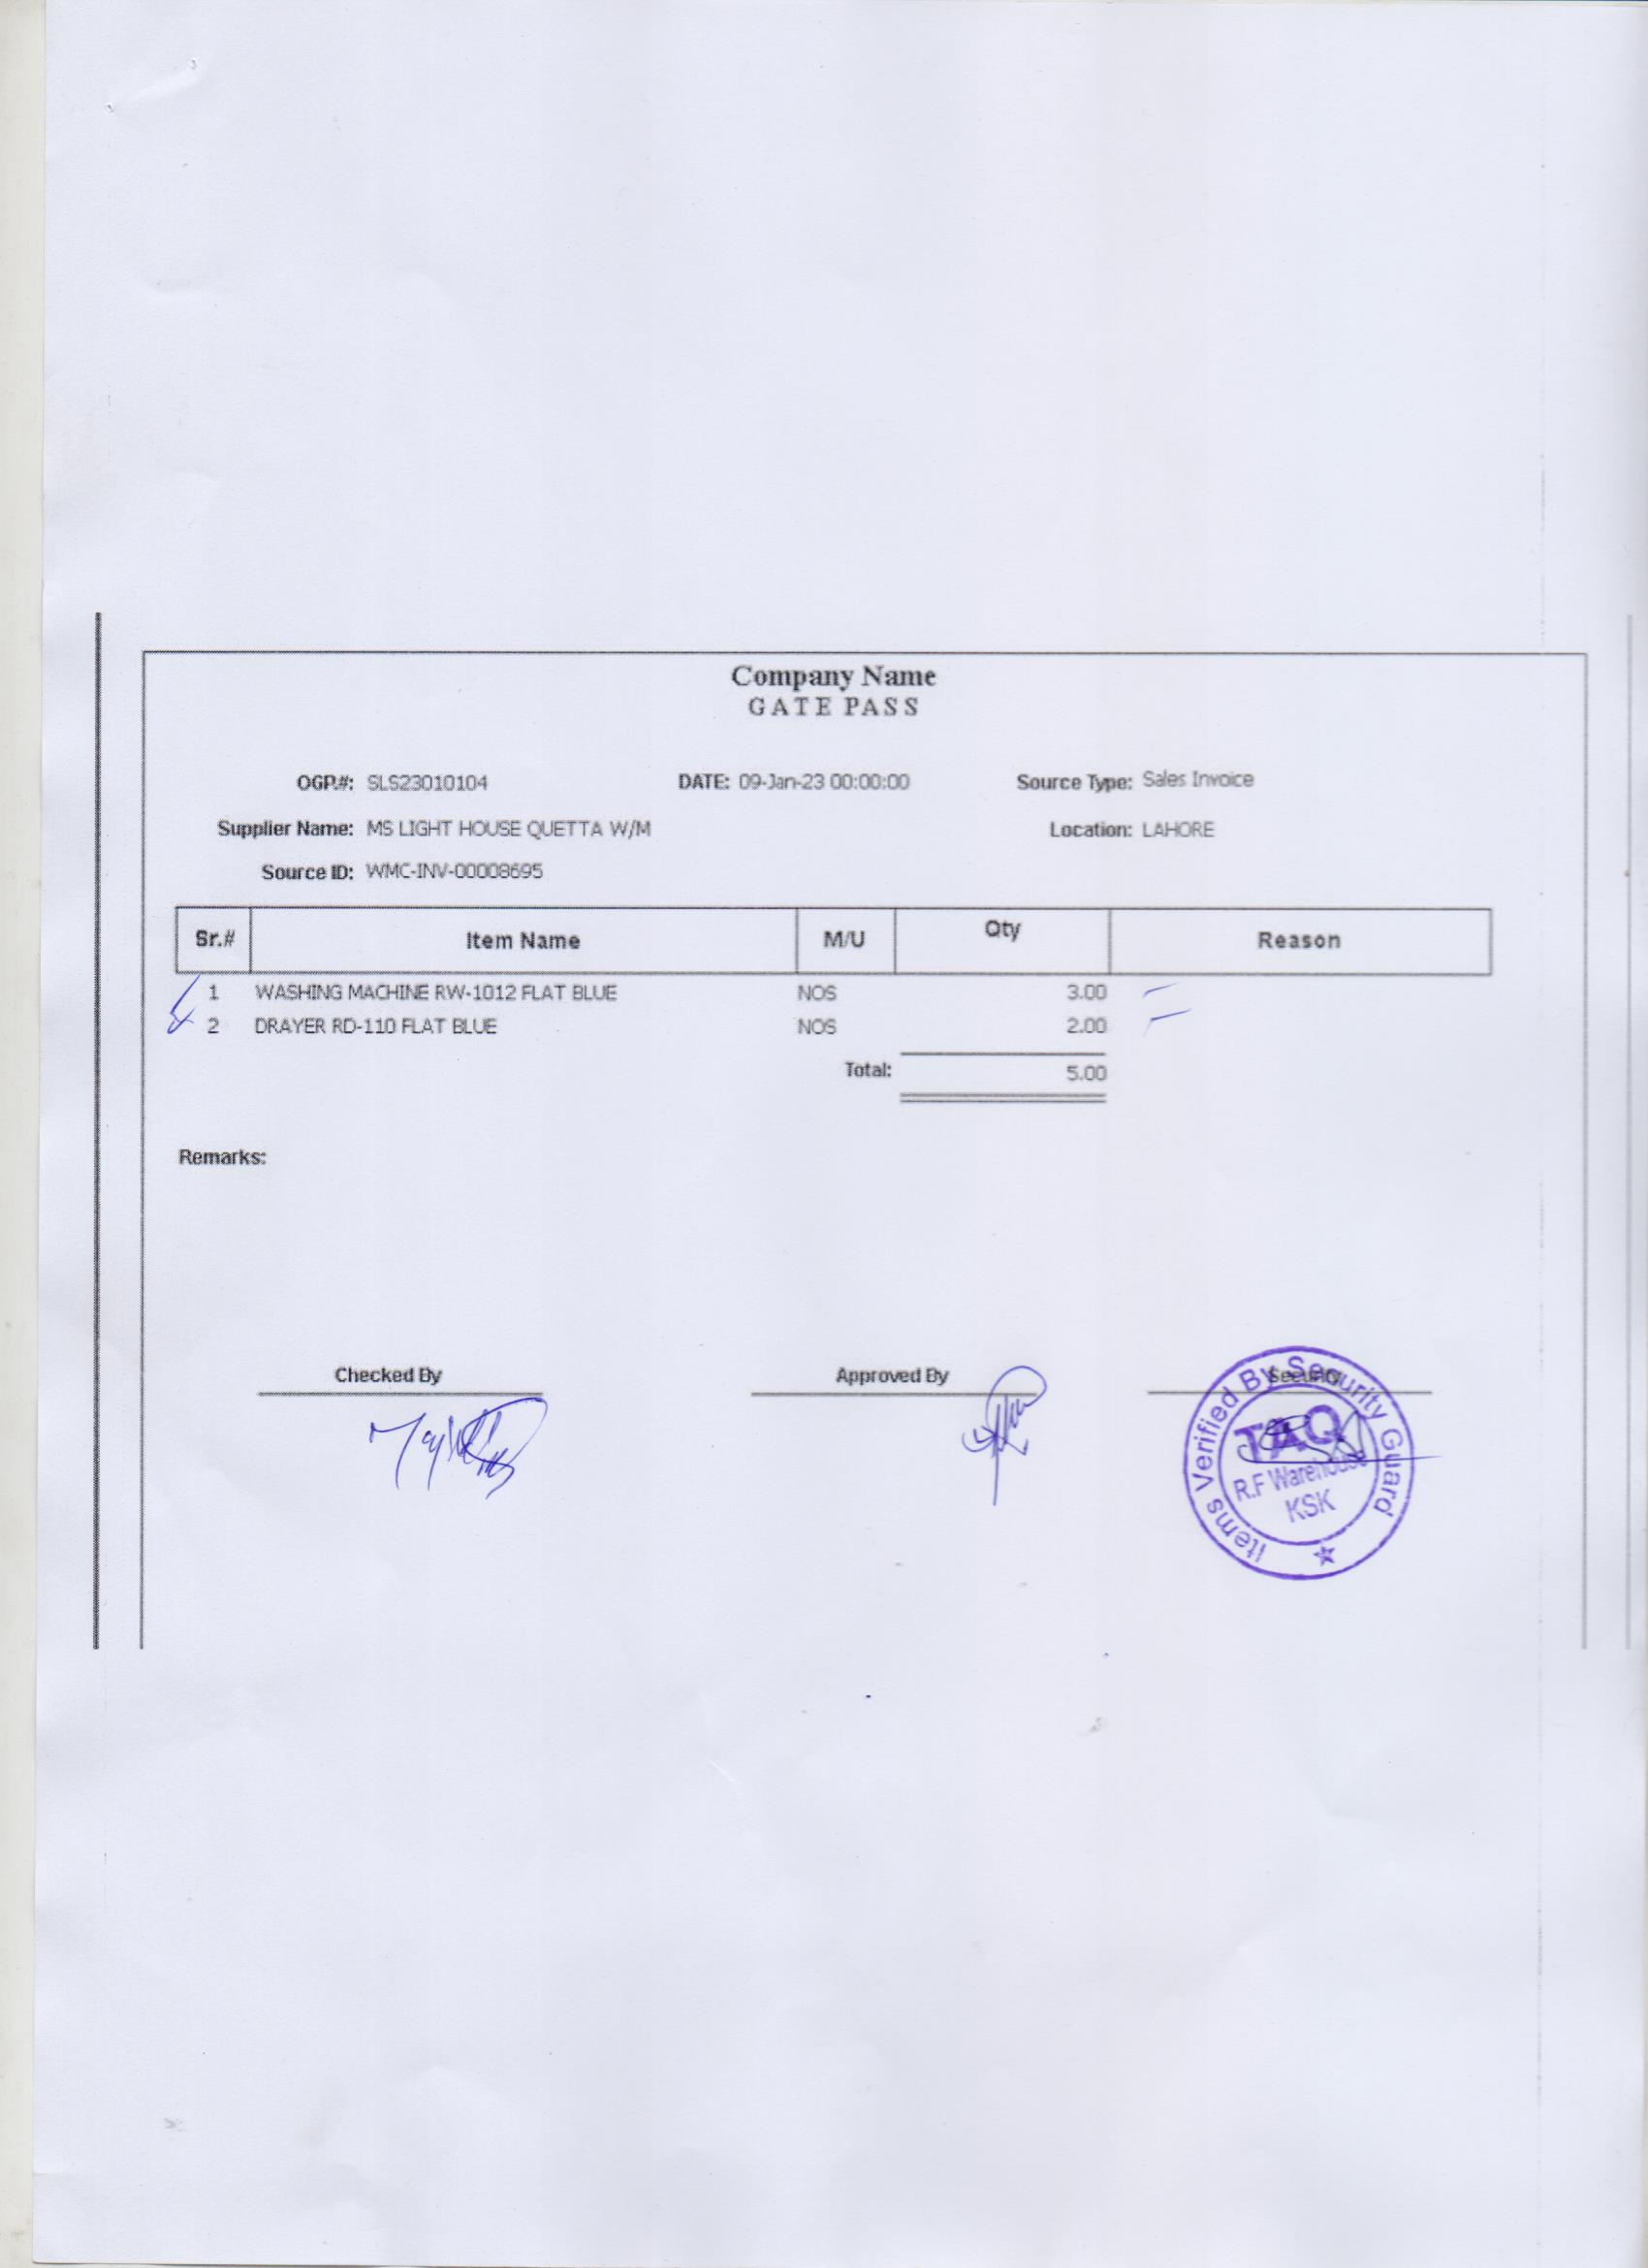 Company Name
GATE PASS
OGP.#: SLS23010104 DATE: 09-Jan-23 00:00:00 Source Type: Sales Invoice
Supplier Name: MS LIGHT HOUSE QUETTA W/M Location: LAHORE
Source ID: WMC-INV-00008695
Sr.# Item Name M/U Qty Reason
1 WASHING MACHINE RW-1012 FLAT BLUE NOS 3.00
2 DRAYER RD-110 FLAT BLUE NOS 2.00
Total: 5.00
Remarks:
Checked By Approved By Security
Items Verified By Security Guard
TAQ
R.F Warehouse
KSK